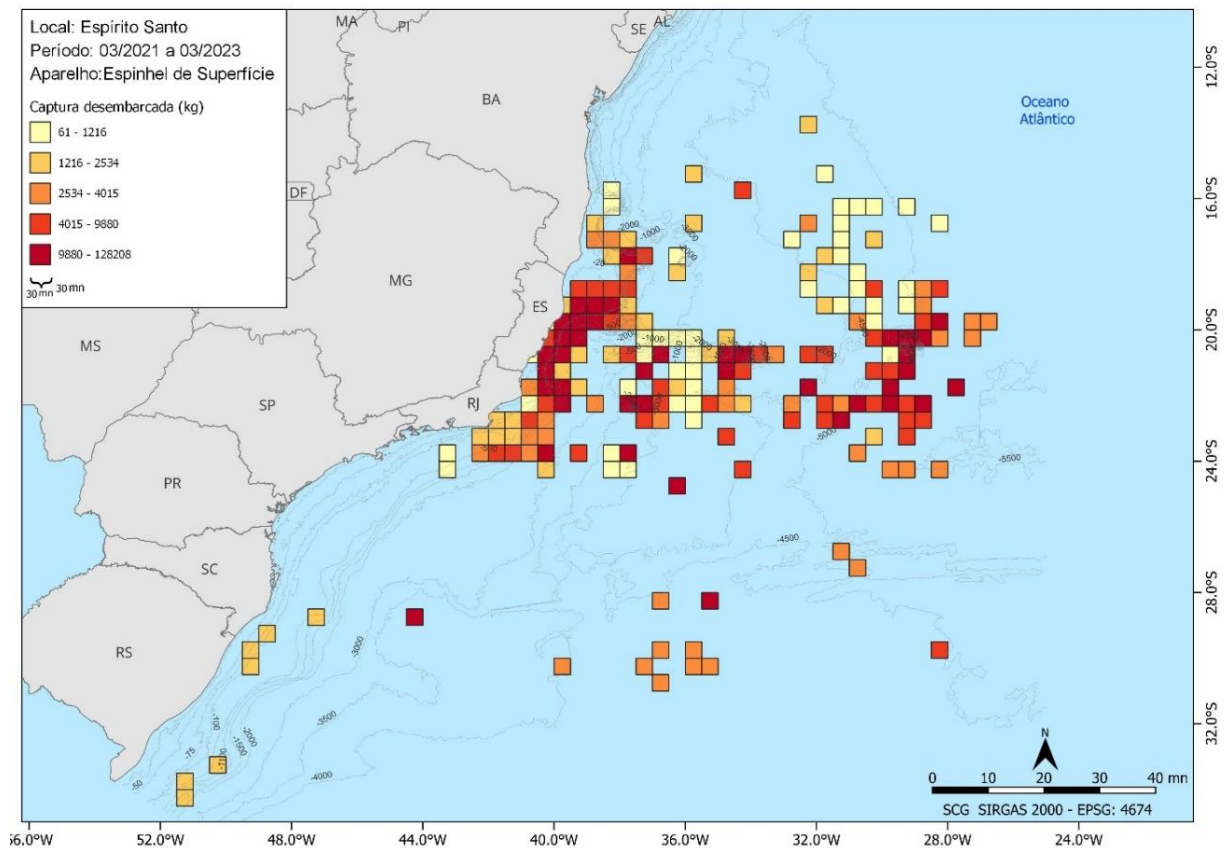 Local: Espírito Santo
Período: 03/2021 a 03/2023
Aparelho:Espinhel de Superfície
Captura desembarcada (kg)
61 - 1216
1216 - 2534
2534 - 4015
4015 - 9880
9880 - 128208
30 mn 30 mn
MA
PI
SE
AL
BA
DF
MG
ES
MS
SP
RJ
PR
SC
RS
Oceano
Atlântico
12.0°S
16.0°S
20.0°S
24.0°S
28.0°S
32.0°S
-2000
-1000
-1000
-2000
-1000
-2000
-5000
-5500
-4500
-3000
-3500
-4000
-100
-75
-50
-2000
-1500
N
0 10 20 30 40 mn
SCG SIRGAS 2000 - EPSG: 4674
56.0°W 52.0°W 48.0°W 44.0°W 40.0°W 36.0°W 32.0°W 28.0°W 24.0°W